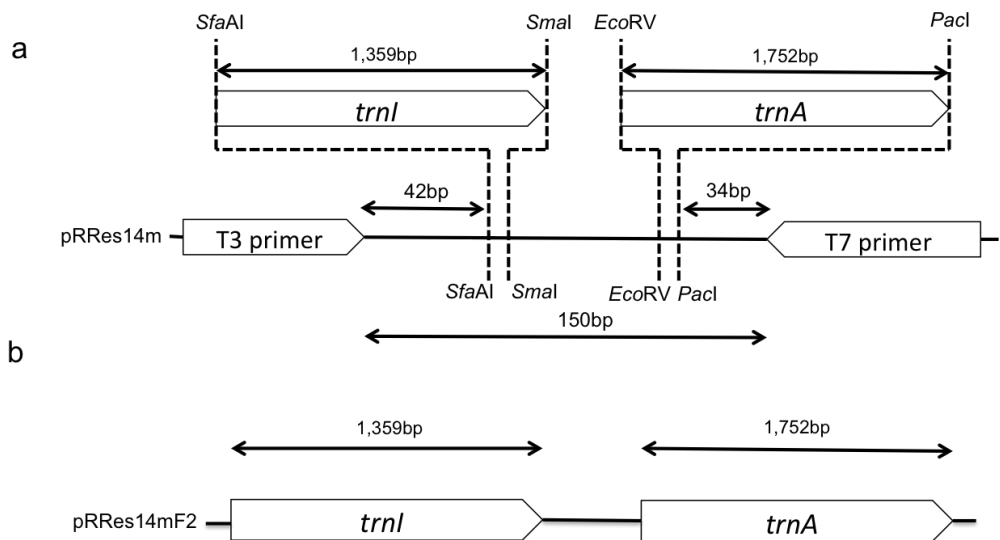 a
SfaAI SmaI EcoRV PacI
1,359bp 1,752bp
trnI trnA
42bp 34bp
pRRes14m T3 primer T7 primer
SfaAI SmaI EcoRV PacI
150bp
b
1,359bp 1,752bp
pRRes14mF2 trnI trnA